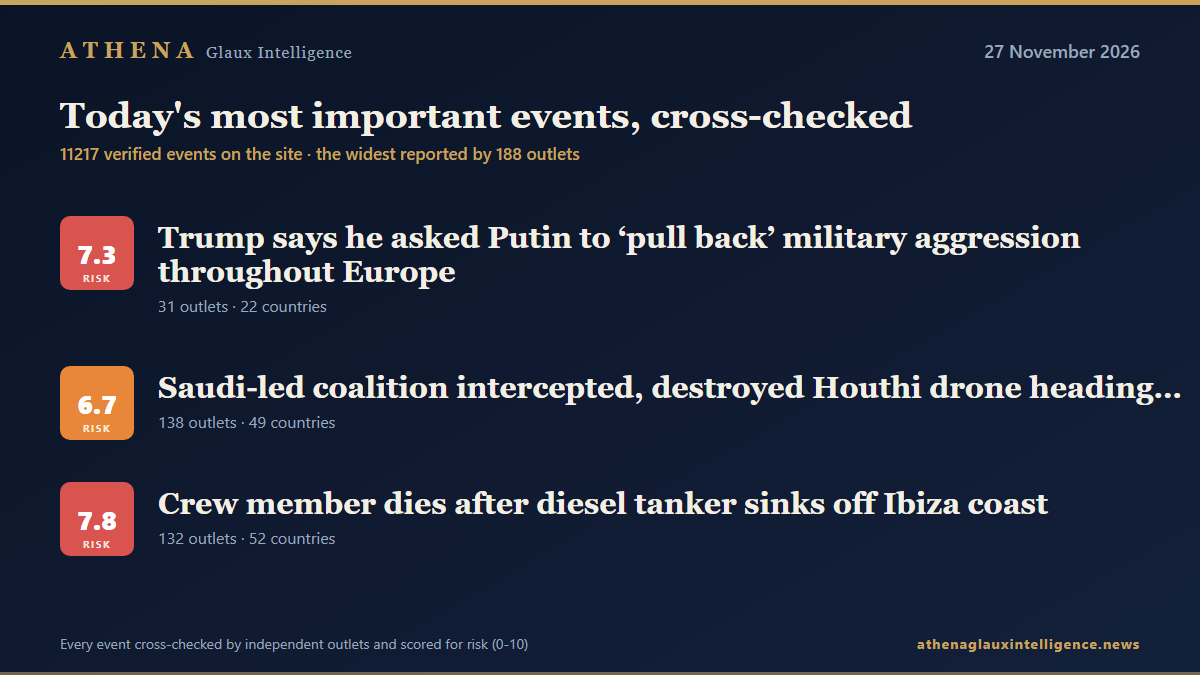 ATHENA Glaux Intelligence
27 November 2026
Today's most important events, cross-checked
11217 verified events on the site · the widest reported by 188 outlets
7.3
RISK
Trump says he asked Putin to ‘pull back’ military aggression
throughout Europe
31 outlets · 22 countries
6.7
RISK
Saudi-led coalition intercepted, destroyed Houthi drone heading…
138 outlets · 49 countries
7.8
RISK
Crew member dies after diesel tanker sinks off Ibiza coast
132 outlets · 52 countries
Every event cross-checked by independent outlets and scored for risk (0-10)
athenaglauxintelligence.news